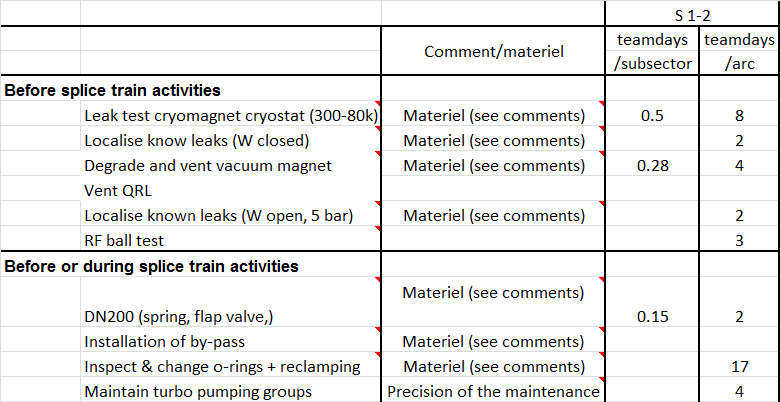 S 1-2
Comment/materiel teamdays /subsector teamdays /arc
Before splice train activities
Leak test cryomagnet cryostat (300-80k) Materiel (see comments) 0.5 8
Localise know leaks (W closed) Materiel (see comments) 2
Degrade and vent vacuum magnet Materiel (see comments) 0.28 4
Vent QRL
Localise known leaks (W open, 5 bar) Materiel (see comments) 2
RF ball test 3
Before or during splice train activities
Materiel (see comments)
DN200 (spring, flap valve,) 0.15 2
Installation of by-pass Materiel (see comments)
Inspect & change o-rings + reclamping Materiel (see comments) 17
Maintain turbo pumping groups Precision of the maintenance 4